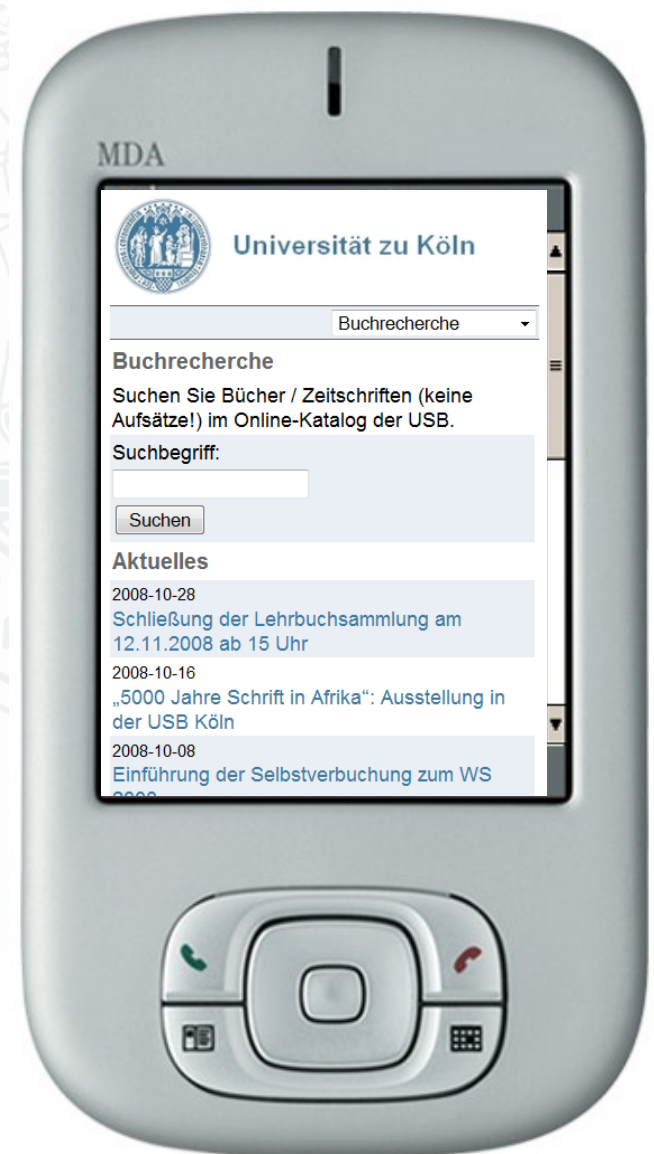 MDA
Universität zu Köln
Buchrecherche
Buchrecherche
Suchen Sie Bücher / Zeitschriften (keine
Aufsätze!) im Online-Katalog der USB.
Suchbegriff:
Suchen
Aktuelles
2008-10-28
Schließung der Lehrbuchsammlung am
12.11.2008 ab 15 Uhr
2008-10-16
„5000 Jahre Schrift in Afrika“: Ausstellung in
der USB Köln
2008-10-08
Einführung der Selbstverbuchung zum WS